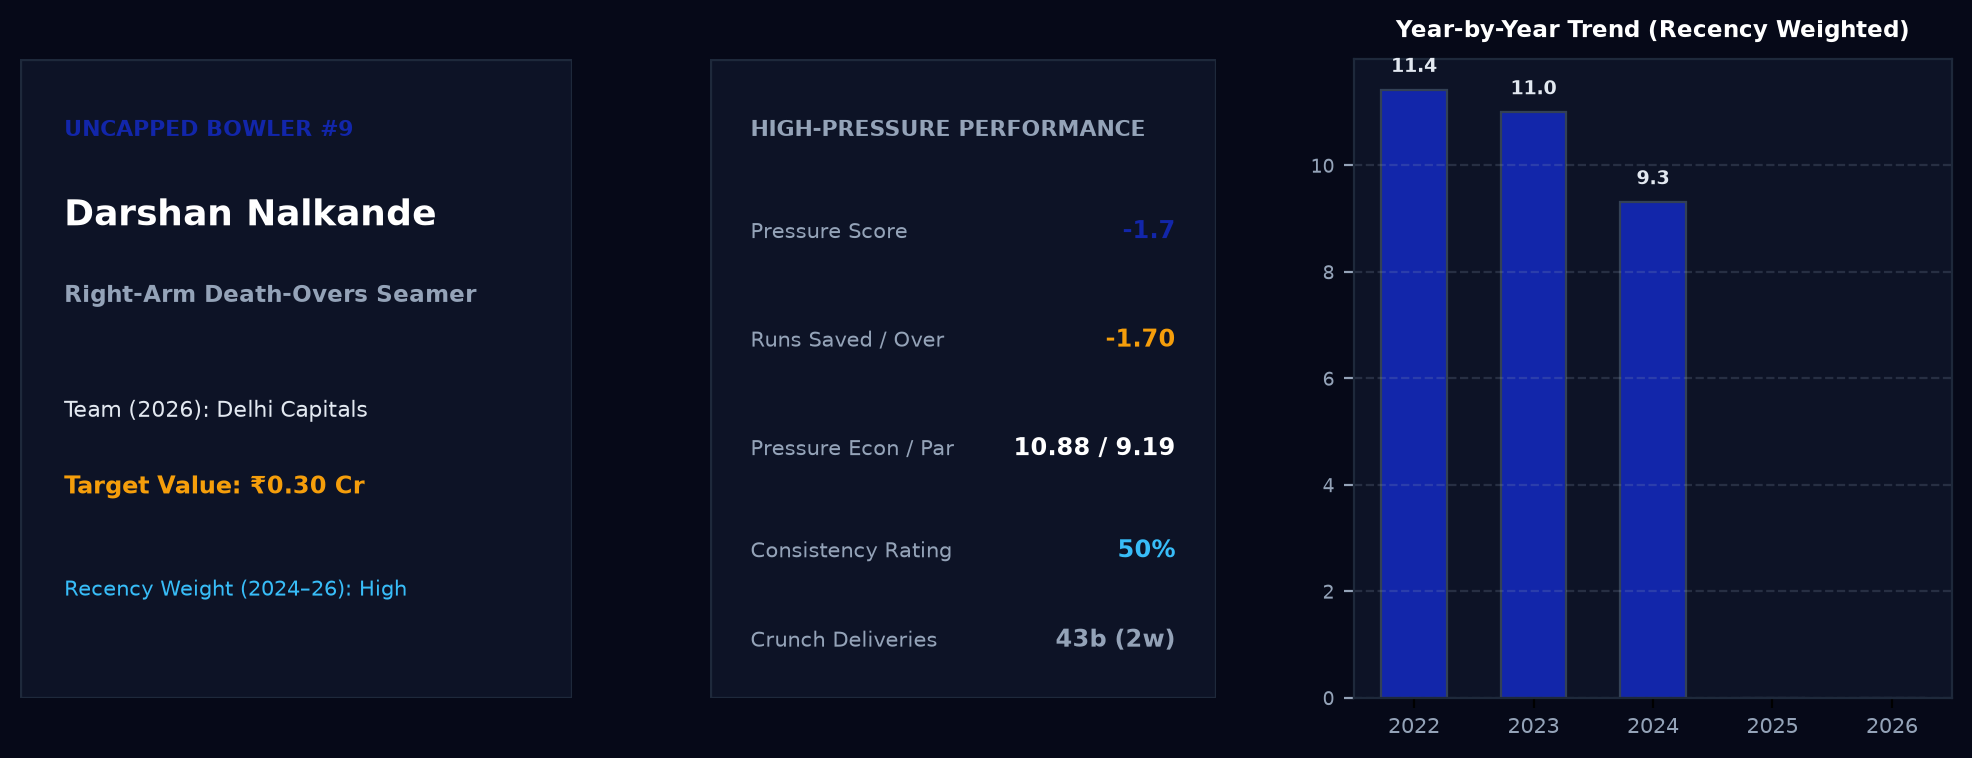 UNCAPPED BOWLER #9
Darshan Nalkande
Right-Arm Death-Overs Seamer
Team (2026): Delhi Capitals
Target Value: ₹0.30 Cr
Recency Weight (2024–26): High
HIGH-PRESSURE PERFORMANCE
Pressure Score -1.7
Runs Saved / Over -1.70
Pressure Econ / Par 10.88 / 9.19
Consistency Rating 50%
Crunch Deliveries 43b (2w)
Year-by-Year Trend (Recency Weighted)
11.4
11.0
9.3
10
8
6
4
2
0
2022 2023 2024 2025 2026